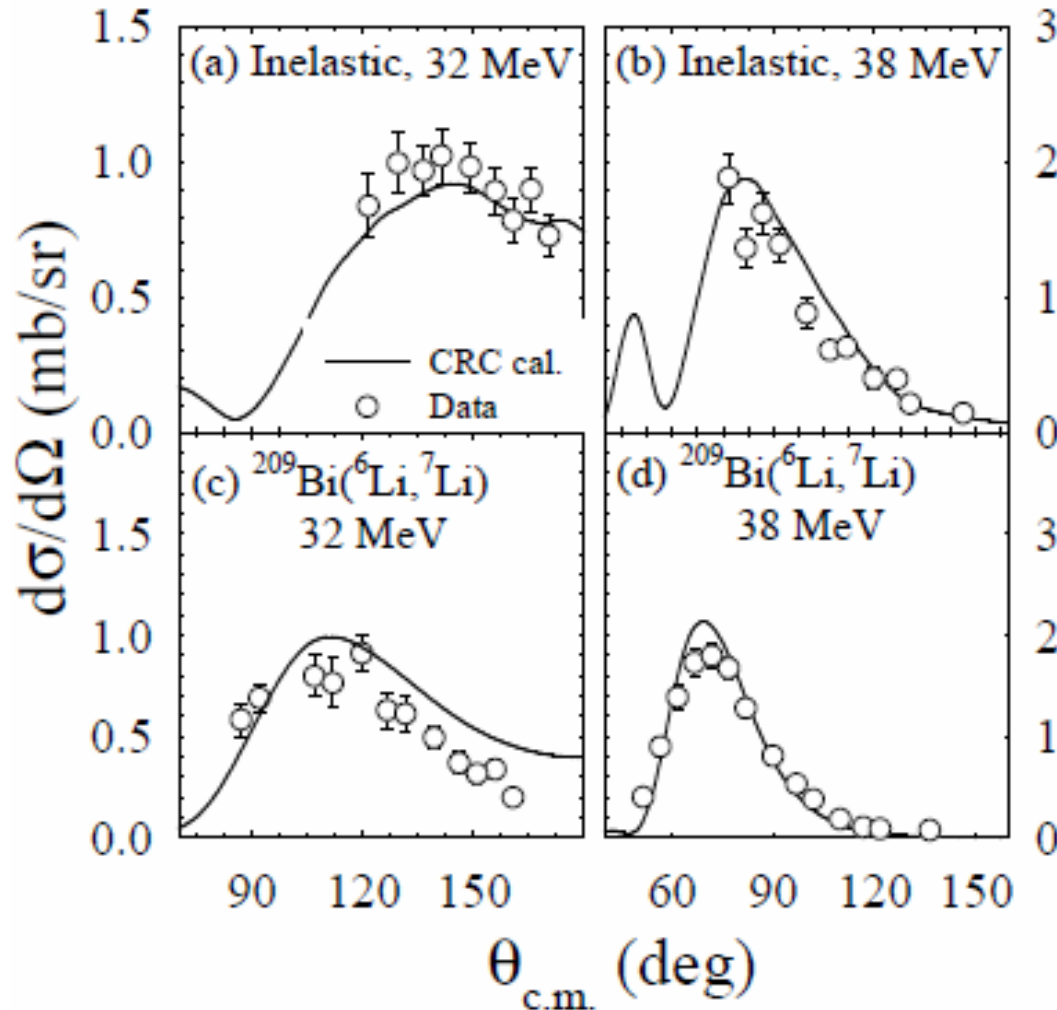 1.5
1.0
0.5
0.0
(a) Inelastic, 32 MeV
CRC cal.
Data
(b) Inelastic, 38 MeV
3
2
1
0
(c) ²⁰⁹Bi(⁶Li,⁷Li)
32 MeV
1.5
1.0
0.5
0.0
(d) ²⁰⁹Bi(⁶Li,⁷Li)
38 MeV
3
2
1
0
90 120 150
60 90 120 150
dσ/dΩ (mb/sr)
θc.m. (deg)